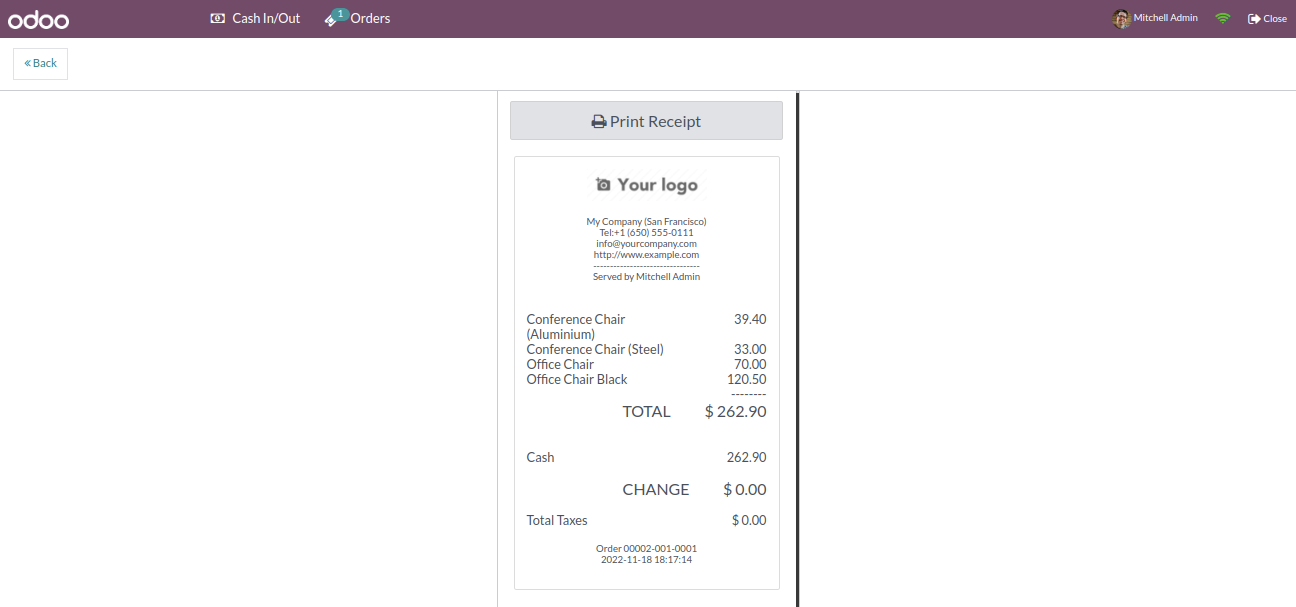 odoo
Cash In/Out
1
Orders
Mitchell Admin
Close
« Back
Print Receipt
Your logo
My Company (San Francisco)
Tel:+1 (650) 555-0111
info@yourcompany.com
http://www.example.com
--------------------------------
Served by Mitchell Admin
Conference Chair 39.40
(Aluminium)
Conference Chair (Steel) 33.00
Office Chair 70.00
Office Chair Black 120.50
--------
TOTAL $ 262.90
Cash 262.90
CHANGE $ 0.00
Total Taxes $ 0.00
Order 00002-001-0001
2022-11-18 18:17:14